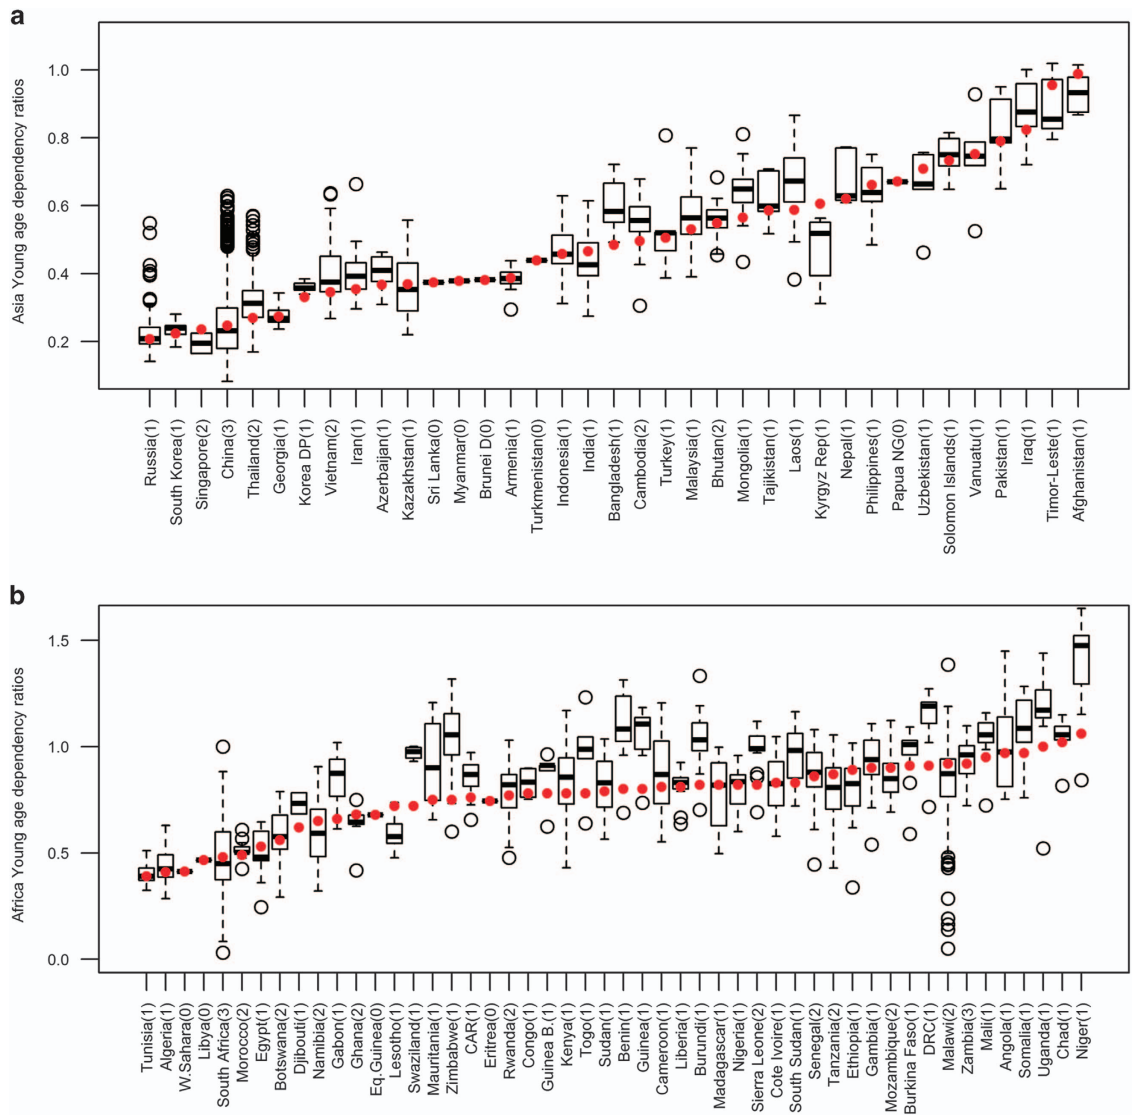 a
Asia Young age dependency ratios
1.0
0.8
0.6
0.4
0.2
Russia(1)
South Korea(1)
Singapore(2)
China(3)
Thailand(2)
Georgia(1)
Korea DP(1)
Vietnam(2)
Iran(1)
Azerbaijan(1)
Kazakhstan(1)
Sri Lanka(0)
Myanmar(0)
Brunei D(0)
Armenia(1)
Turkmenistan(0)
Indonesia(1)
India(1)
Bangladesh(1)
Cambodia(2)
Turkey(1)
Malaysia(1)
Bhutan(2)
Mongolia(1)
Tajikistan(1)
Laos(1)
Kyrgyz Rep(1)
Nepal(1)
Philippines(1)
Papua NG(0)
Uzbekistan(1)
Solomon Islands(1)
Vanuatu(1)
Pakistan(1)
Iraq(1)
Timor-Leste(1)
Afghanistan(1)
b
Africa Young age dependency ratios
1.5
1.0
0.5
0.0
Tunisia(1)
Algeria(1)
W.Sahara(0)
Libya(0)
South Africa(3)
Morocco(2)
Egypt(1)
Botswana(2)
Djibouti(1)
Namibia(2)
Gabon(1)
Ghana(2)
Eq.Guinea(0)
Lesotho(1)
Swaziland(1)
Mauritania(1)
Zimbabwe(1)
CAR(1)
Eritrea(0)
Rwanda(2)
Congo(1)
Guinea B.(1)
Kenya(1)
Togo(1)
Sudan(1)
Benin(1)
Guinea(1)
Cameroon(1)
Liberia(1)
Burundi(1)
Madagascar(1)
Nigeria(1)
Sierra Leone(2)
Cote Ivoire(1)
South Sudan(1)
Senegal(2)
Tanzania(2)
Ethiopia(1)
Gambia(1)
Mozambique(2)
Burkina Faso(1)
DRC(1)
Malawi(2)
Zambia(3)
Mali(1)
Angola(1)
Somalia(1)
Uganda(1)
Chad(1)
Niger(1)